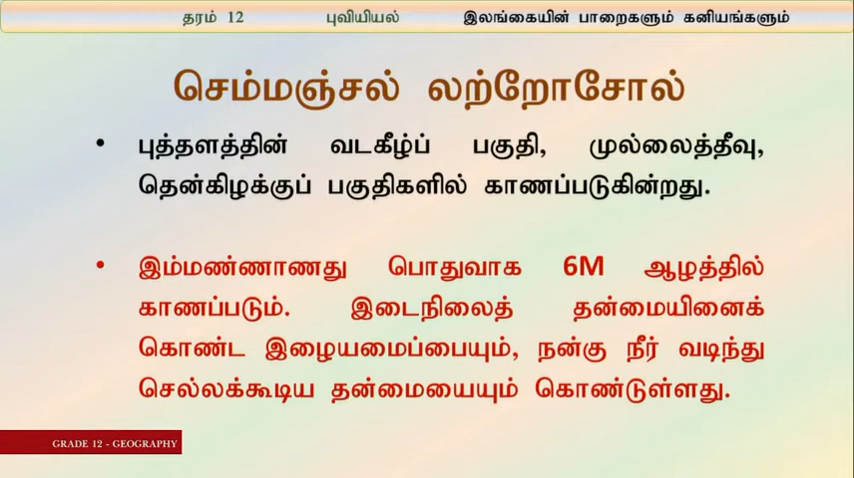 தரம் 12 புவியியல் இலங்கையின் பாறைகளும் கனியங்களும்
செம்மஞ்சல் லற்றோசோல்
• புத்தளத்தின் வடகீழ்ப் பகுதி, முல்லைத்தீவு,
தென்கிழக்குப் பகுதிகளில் காணப்படுகின்றது.
• இம்மண்ணாணது பொதுவாக 6M ஆழத்தில்
காணப்படும். இடைநிலைத் தன்மையினைக்
கொண்ட இழையமைப்பையும், நன்கு நீர் வடிந்து
செல்லக்கூடிய தன்மையையும் கொண்டுள்ளது.
GRADE 12 - GEOGRAPHY